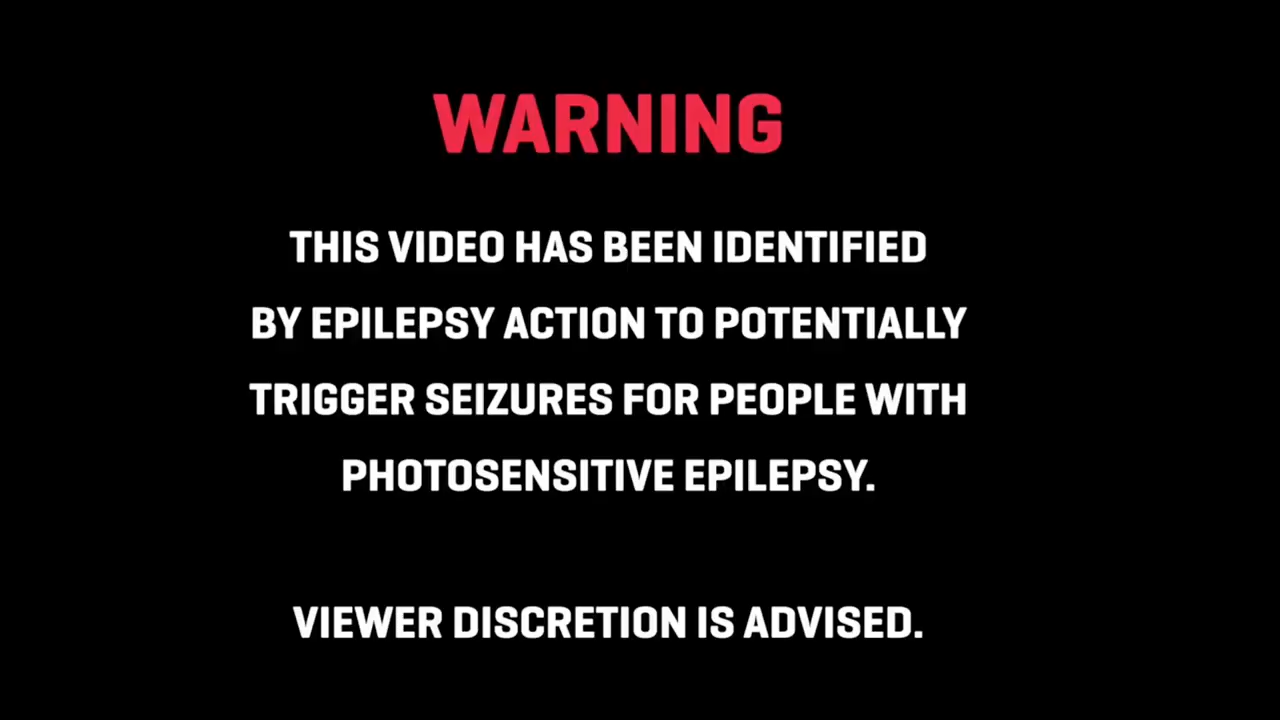 WARNING
THIS VIDEO HAS BEEN IDENTIFIED
BY EPILEPSY ACTION TO POTENTIALLY
TRIGGER SEIZURES FOR PEOPLE WITH
PHOTOSENSITIVE EPILEPSY.
VIEWER DISCRETION IS ADVISED.